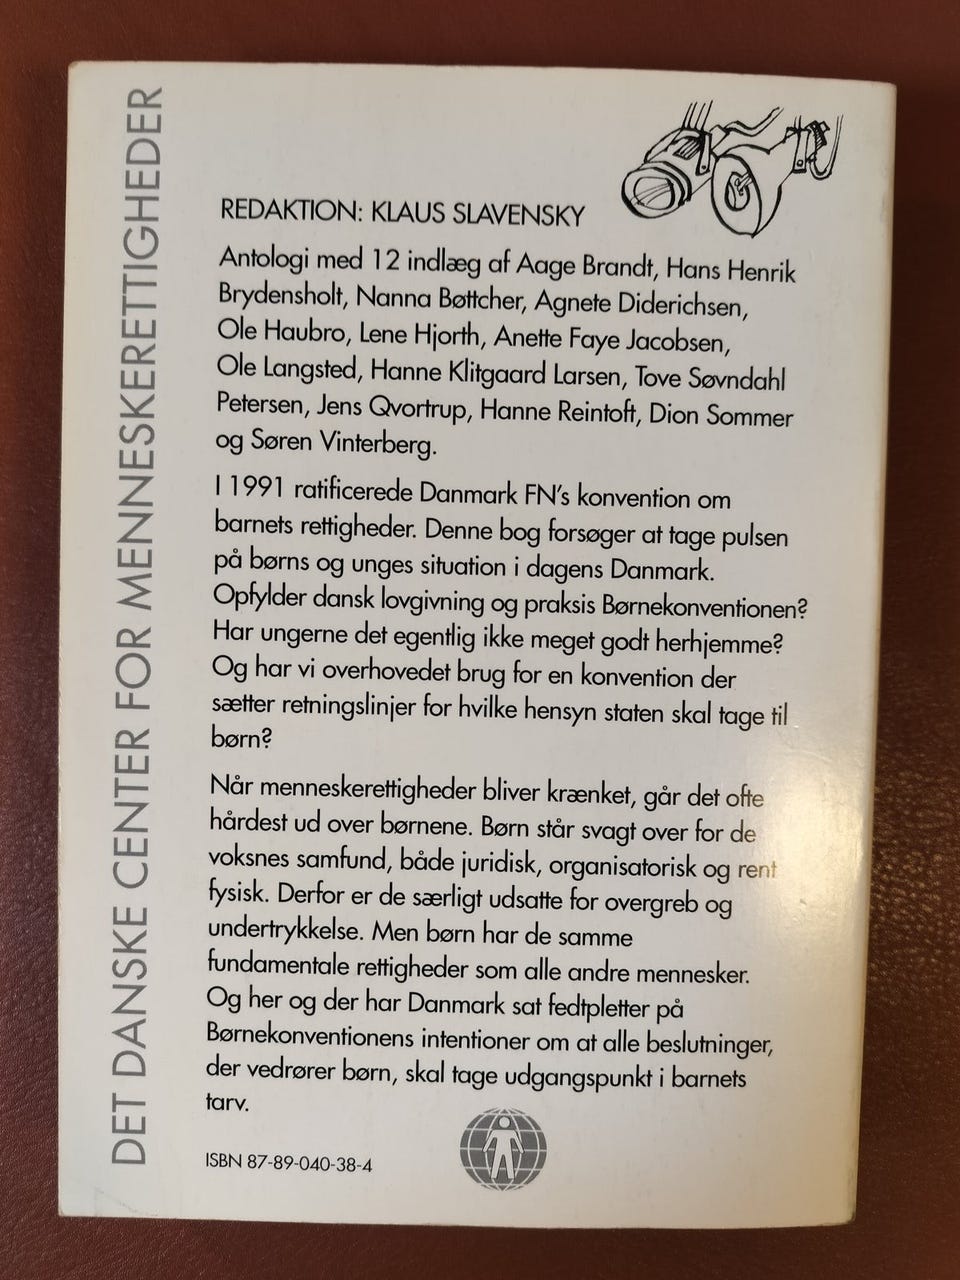 DET DANSKE CENTER FOR MENNESKERETTIGHEDER
REDAKTION: KLAUS SLAVENSKY
Antologi med 12 indlæg af Aage Brandt, Hans Henrik
Brydensholt, Nanna Bøttcher, Agnete Diderichsen,
Ole Haubro, Lene Hjorth, Anette Faye Jacobsen,
Ole Langsted, Hanne Klitgaard Larsen, Tove Søvndahl
Petersen, Jens Qvortrup, Hanne Reintoft, Dion Sommer
og Søren Vinterberg.
I 1991 ratificerede Danmark FN's konvention om
barnets rettigheder. Denne bog forsøger at tage pulsen
på børns og unges situation i dagens Danmark.
Opfylder dansk lovgivning og praksis Børnekonventionen?
Har ungerne det egentlig ikke meget godt herhjemme?
Og har vi overhovedet brug for en konvention der
sætter retningslinjer for hvilke hensyn staten skal tage til
børn?
Når menneskerettigheder bliver krænket, går det ofte
hårdest ud over børnene. Børn står svagt over for de
voksnes samfund, både juridisk, organisatorisk og rent
fysisk. Derfor er de særligt udsatte for overgreb og
undertrykkelse. Men børn har de samme
fundamentale rettigheder som alle andre mennesker.
Og her og der har Danmark sat fedtpletter på
Børnekonventionens intentioner om at alle beslutninger,
der vedrører børn, skal tage udgangspunkt i barnets
tarv.
ISBN 87-89-040-38-4